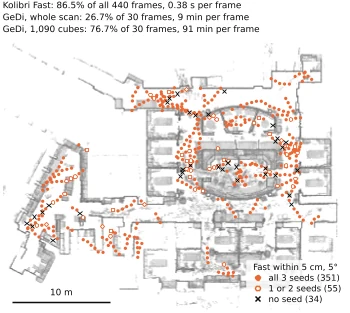 Kolibri Fast: 86.5% of all 440 frames, 0.38 s per frame
GeDi, whole scan: 26.7% of 30 frames, 9 min per frame
GeDi, 1,090 cubes: 76.7% of 30 frames, 91 min per frame
10 m
Fast within 5 cm, 5°
all 3 seeds (351)
1 or 2 seeds (55)
no seed (34)